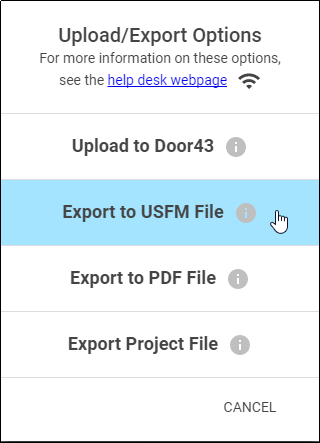 Upload/Export Options
For more information on these options,
see the help desk webpage
Upload to Door43
Export to USFM File
Export to PDF File
Export Project File
CANCEL